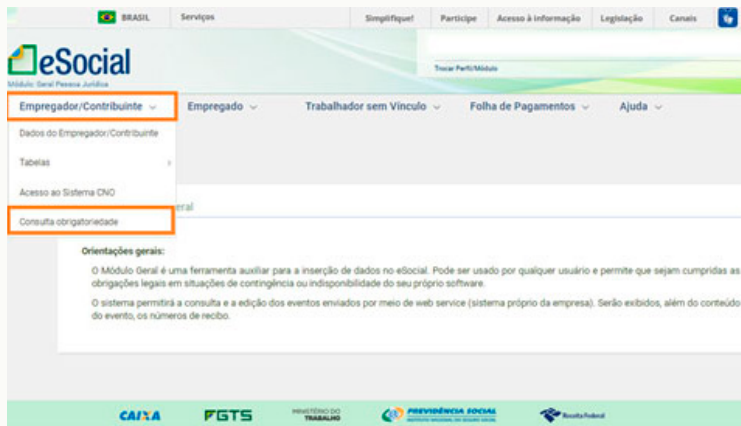 BRASIL Serviços Simplifique! Participe Acesso à informação Legislação Canais
eSocial
Módulo: Geral Pessoa Jurídica
Trocar Perfil/Módulo
Empregador/Contribuinte Empregado Trabalhador sem Vínculo Folha de Pagamentos Ajuda
Dados do Empregador/Contribuinte
Tabelas
Acesso ao Sistema CNO
eral
Consulta obrigatoriedade
Orientações gerais:
O Módulo Geral é uma ferramenta auxiliar para a inserção de dados no eSocial. Pode ser usado por qualquer usuário e permite que sejam cumpridas as
obrigações legais em situações de contingência ou indisponibilidade do seu próprio software.
O sistema permitirá a consulta e a edição dos eventos enviados por meio de web service (sistema próprio da empresa). Serão exibidos, além do conteúdo
do evento, os números de recibo.
CAIXA FGTS MINISTÉRIO DO TRABALHO PREVIDÊNCIA SOCIAL INSTITUTO NACIONAL DO SEGURO SOCIAL Receita Federal